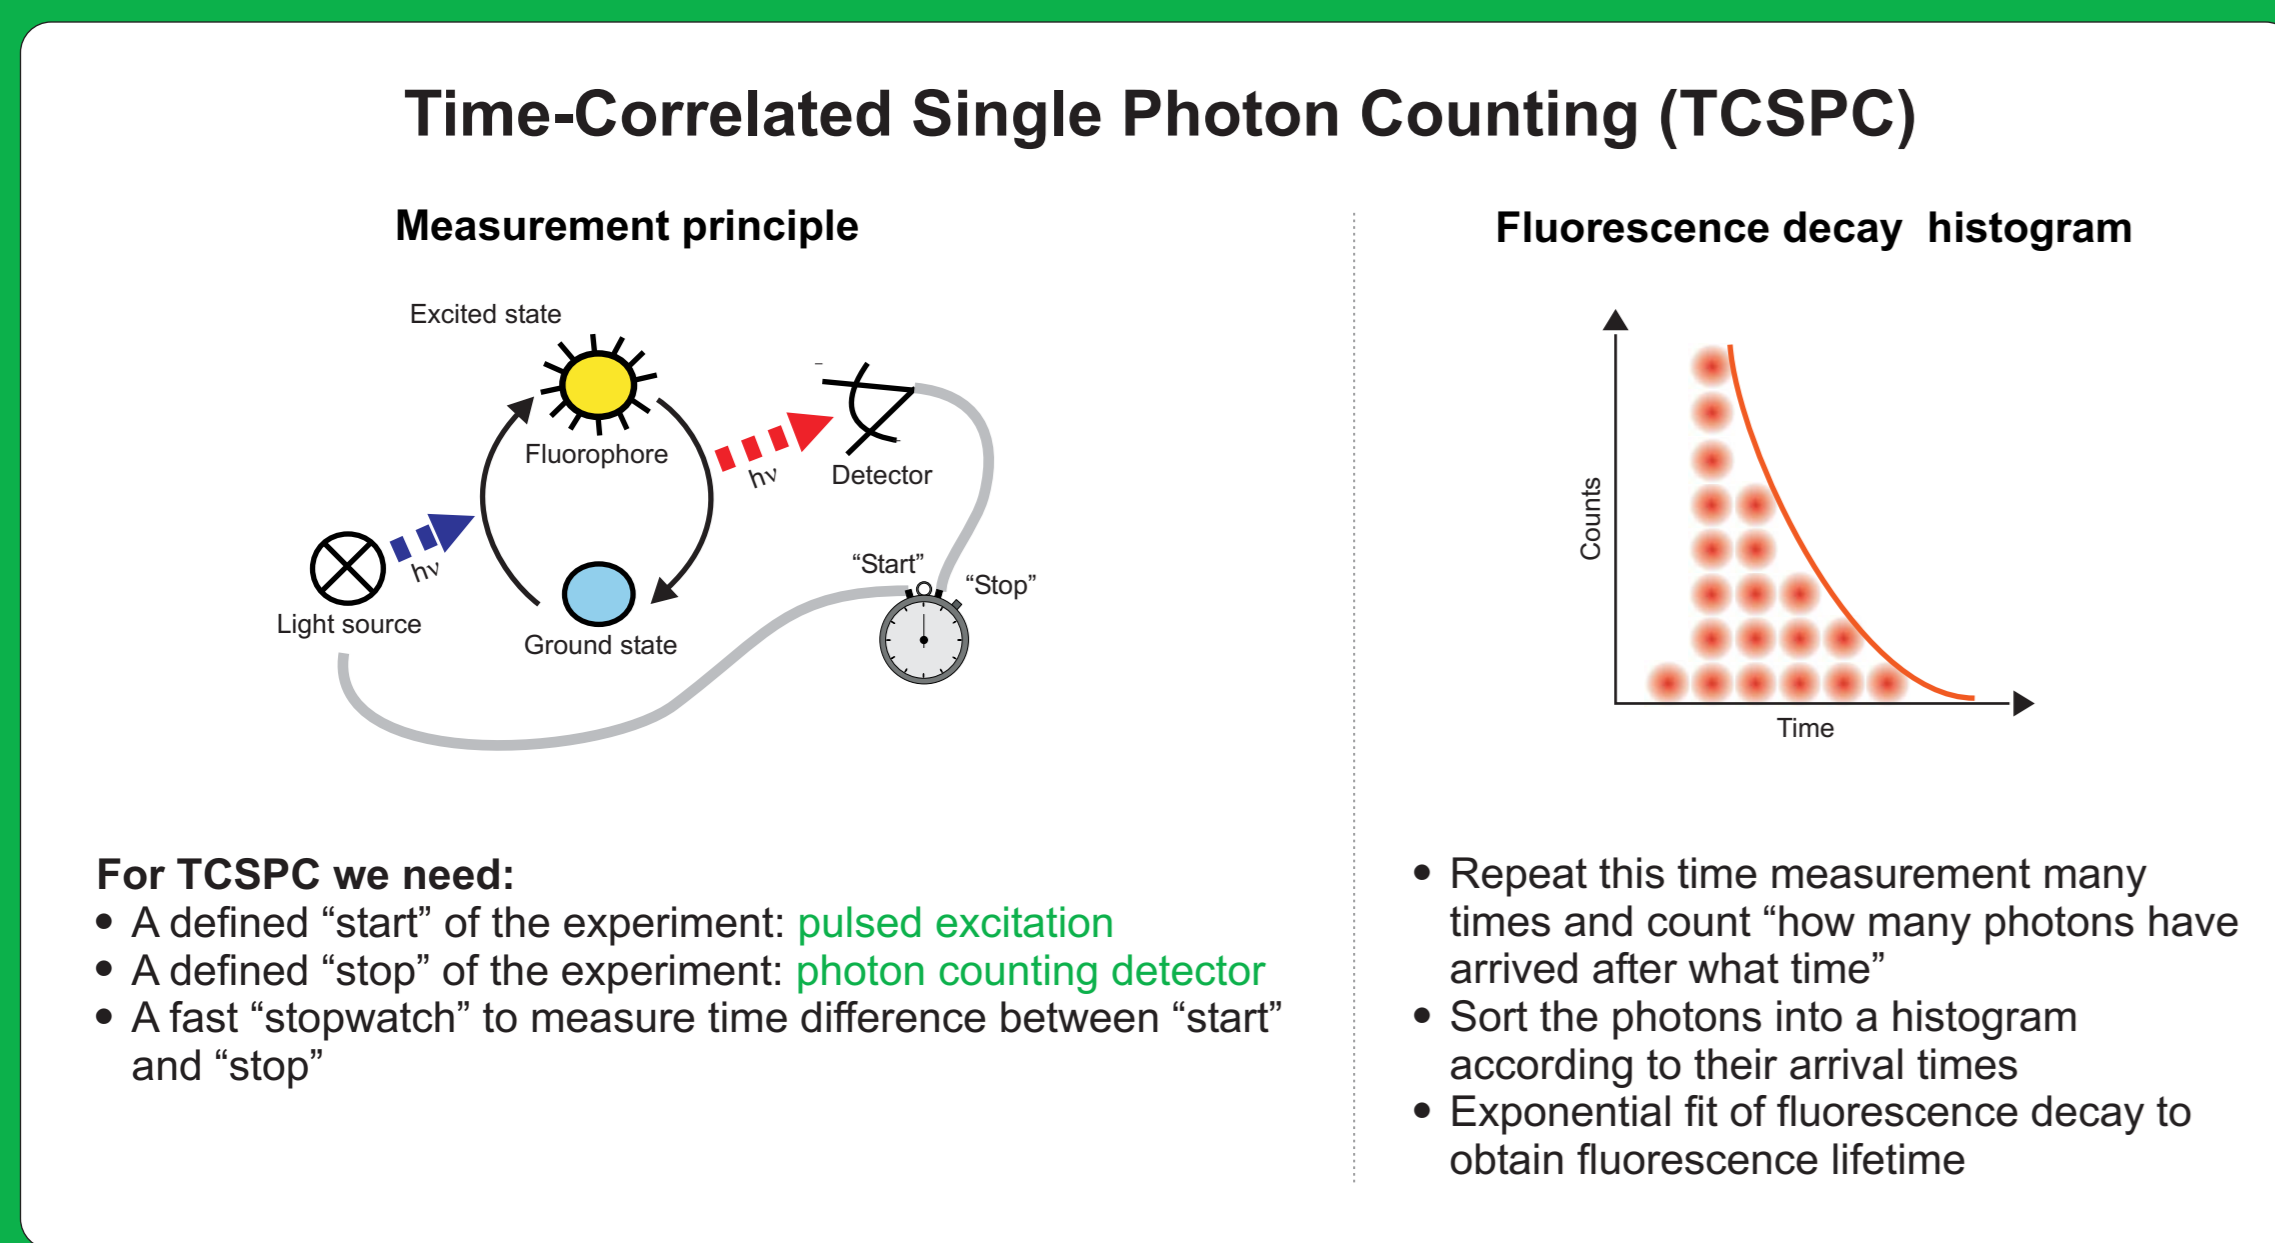 Time-Correlated Single Photon Counting (TCSPC)
Measurement principle
Excited state
Fluorophore
hν
Detector
hν
Light source
Ground state
“Start”
“Stop”
For TCSPC we need:
• A defined “start” of the experiment: pulsed excitation
• A defined “stop” of the experiment: photon counting detector
• A fast “stopwatch” to measure time difference between “start”
and “stop”
Fluorescence decay histogram
Counts
Time
• Repeat this time measurement many
times and count “how many photons have
arrived after what time”
• Sort the photons into a histogram
according to their arrival times
• Exponential fit of fluorescence decay to
obtain fluorescence lifetime